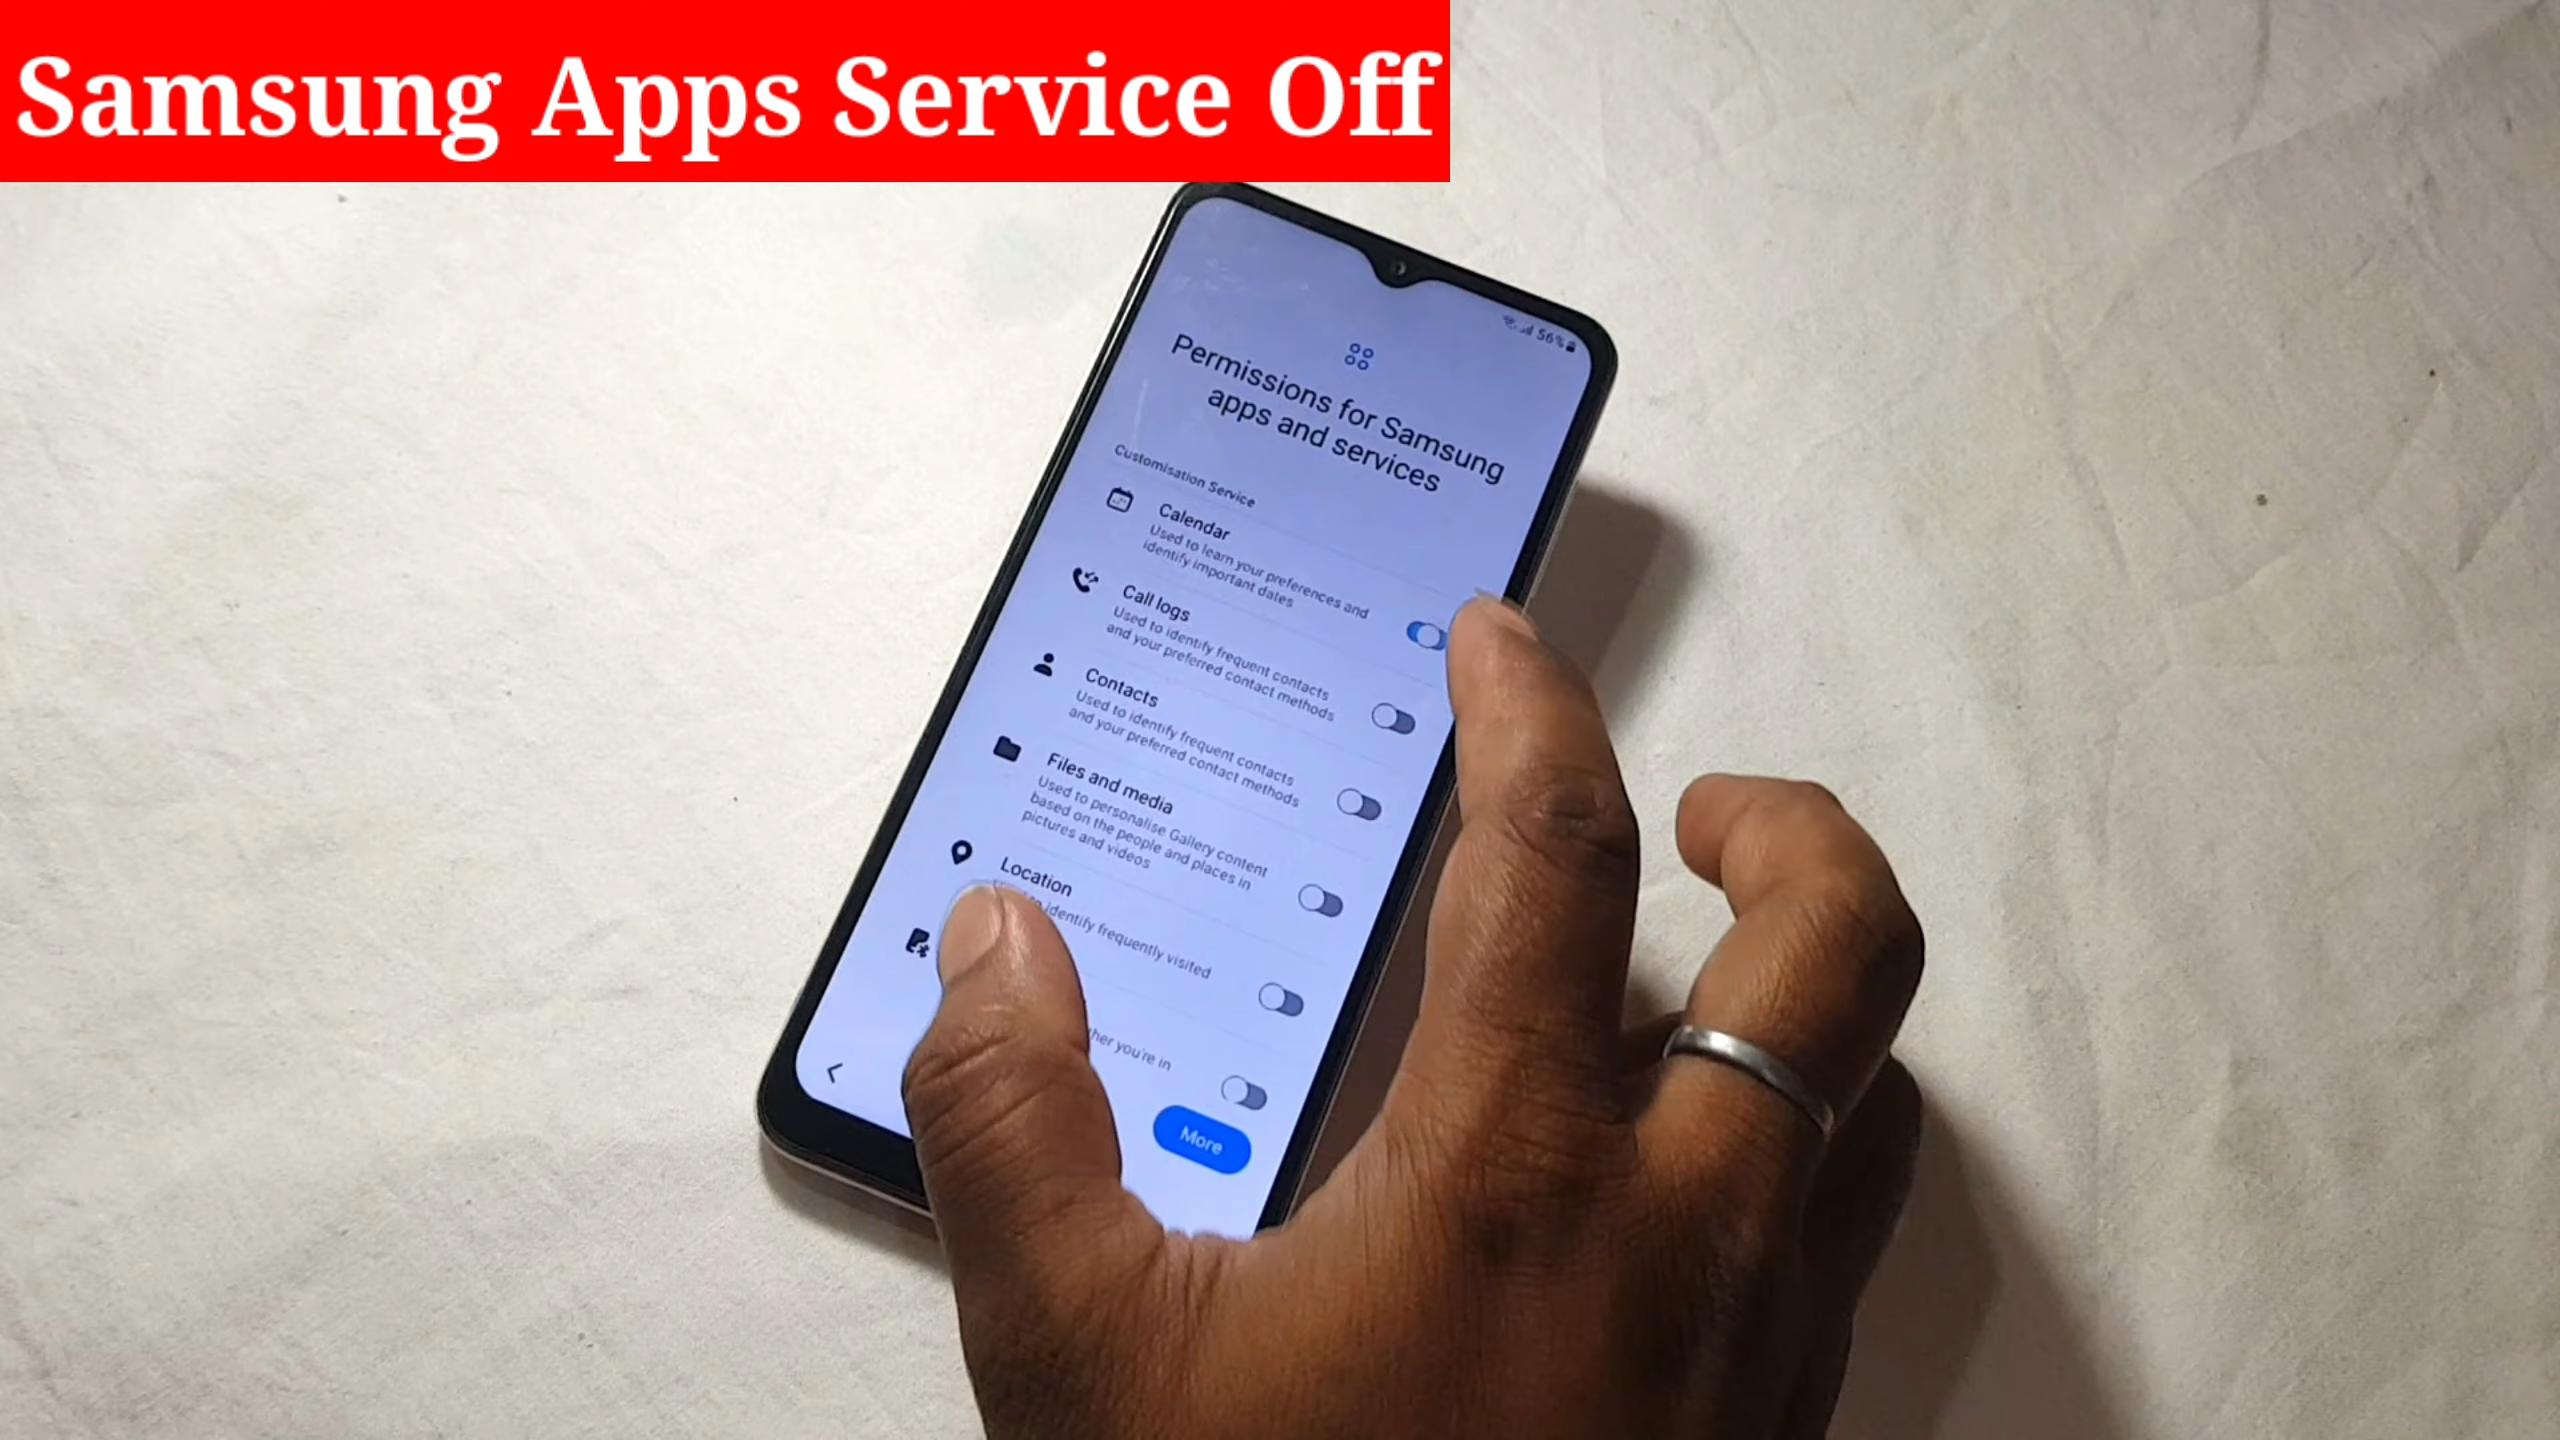 Samsung Apps Service Off
56%
Permissions for Samsung
apps and services
Customisation Service
Calendar
Used to learn your preferences and
identify important dates
Call logs
Used to identify frequent contacts
and your preferred contact methods
Contacts
Used to identify frequent contacts
and your preferred contact methods
Files and media
Used to personalise Gallery content
based on the people and places in
pictures and videos
Location
identify frequently visited
you're in
More